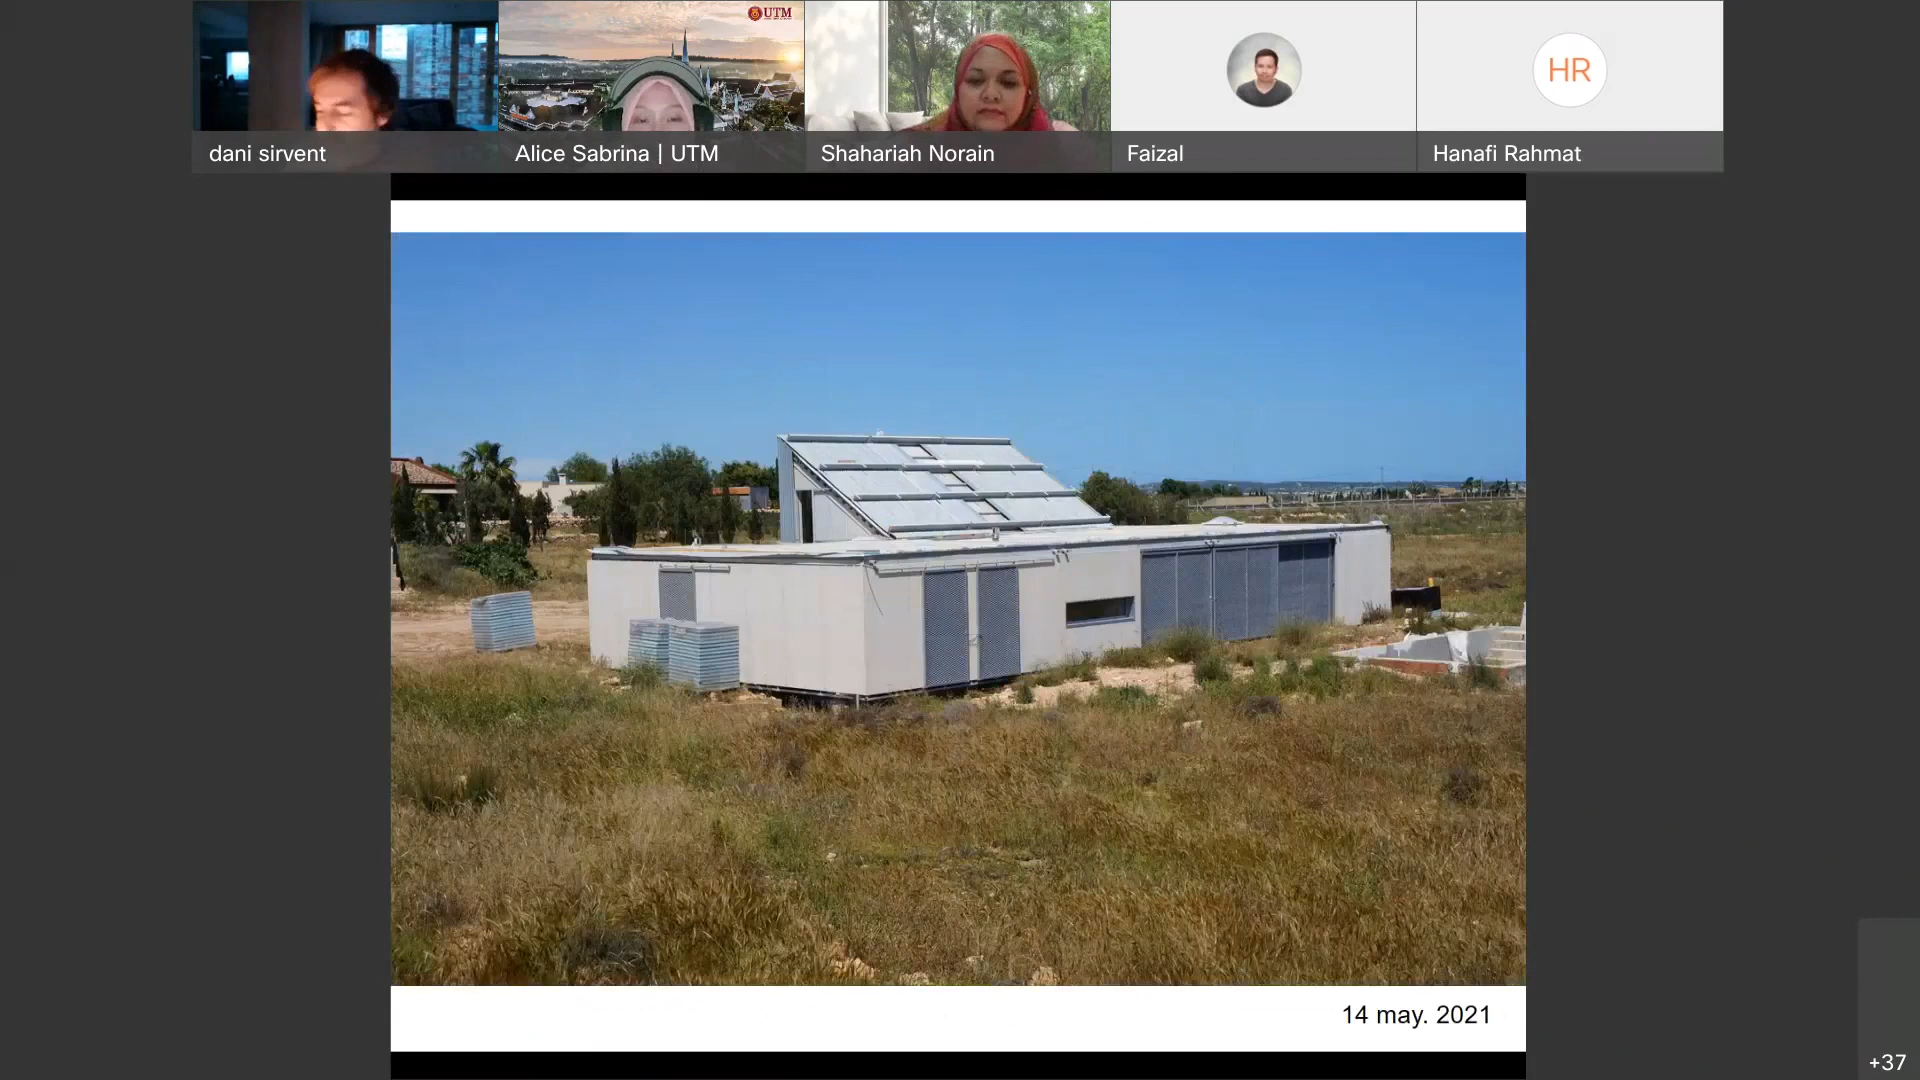 UTM
dani sirvent
Alice Sabrina | UTM
Shahariah Norain
Faizal
HR
Hanafi Rahmat
14 may. 2021
+37